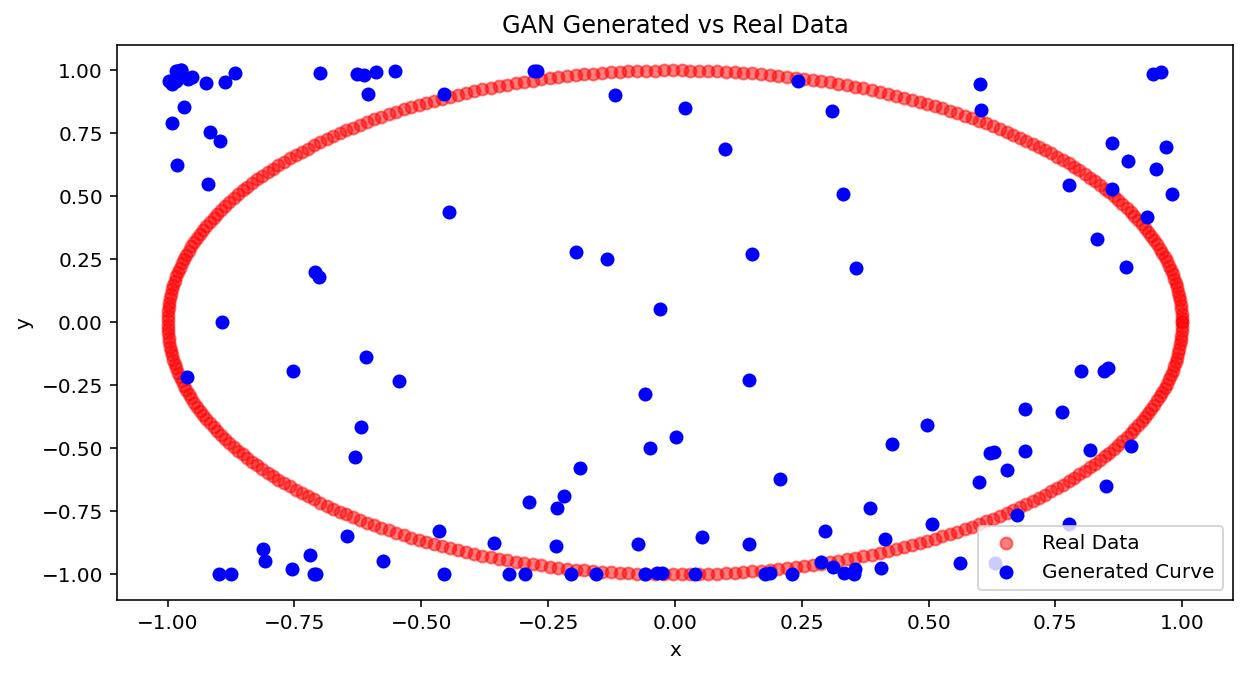 GAN Generated vs Real Data
1.00
0.75
0.50
0.25
0.00
−0.25
−0.50
−0.75
−1.00
y
Real Data
Generated Curve
−1.00 −0.75 −0.50 −0.25 0.00 0.25 0.50 0.75 1.00
x